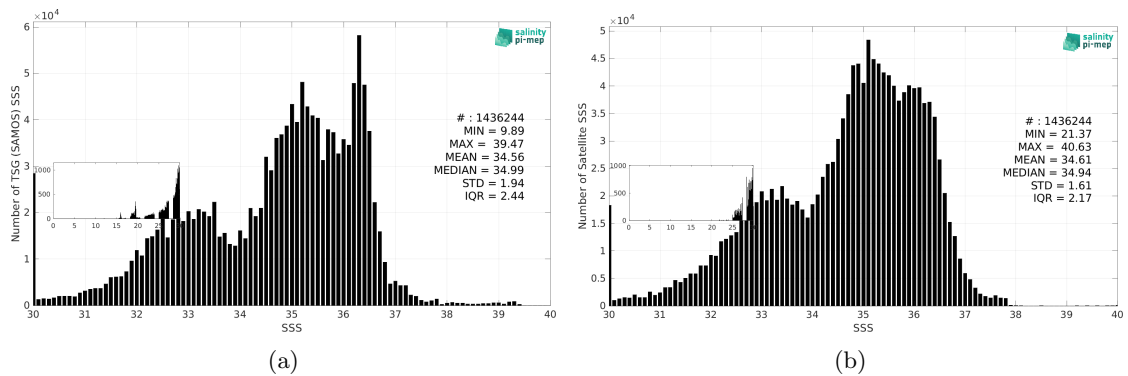 ×10⁴
salinity
pi-mep
Number of TSG (SAMOS) SSS
6
5
4
3
2
1
0
# : 1436244
MIN = 9.89
MAX = 39.47
MEAN = 34.56
MEDIAN = 34.99
STD = 1.94
IQR = 2.44
1000
500
0
0 5 10 15 20 25
30 31 32 33 34 35 36 37 38 39 40
SSS
(a)
×10⁴
salinity
pi-mep
Number of Satellite SSS
5
4.5
4
3.5
3
2.5
2
1.5
1
0.5
0
# : 1436244
MIN = 21.37
MAX = 40.63
MEAN = 34.61
MEDIAN = 34.94
STD = 1.61
IQR = 2.17
1000
500
0
0 5 10 15 20 25
30 31 32 33 34 35 36 37 38 39 40
SSS
(b)